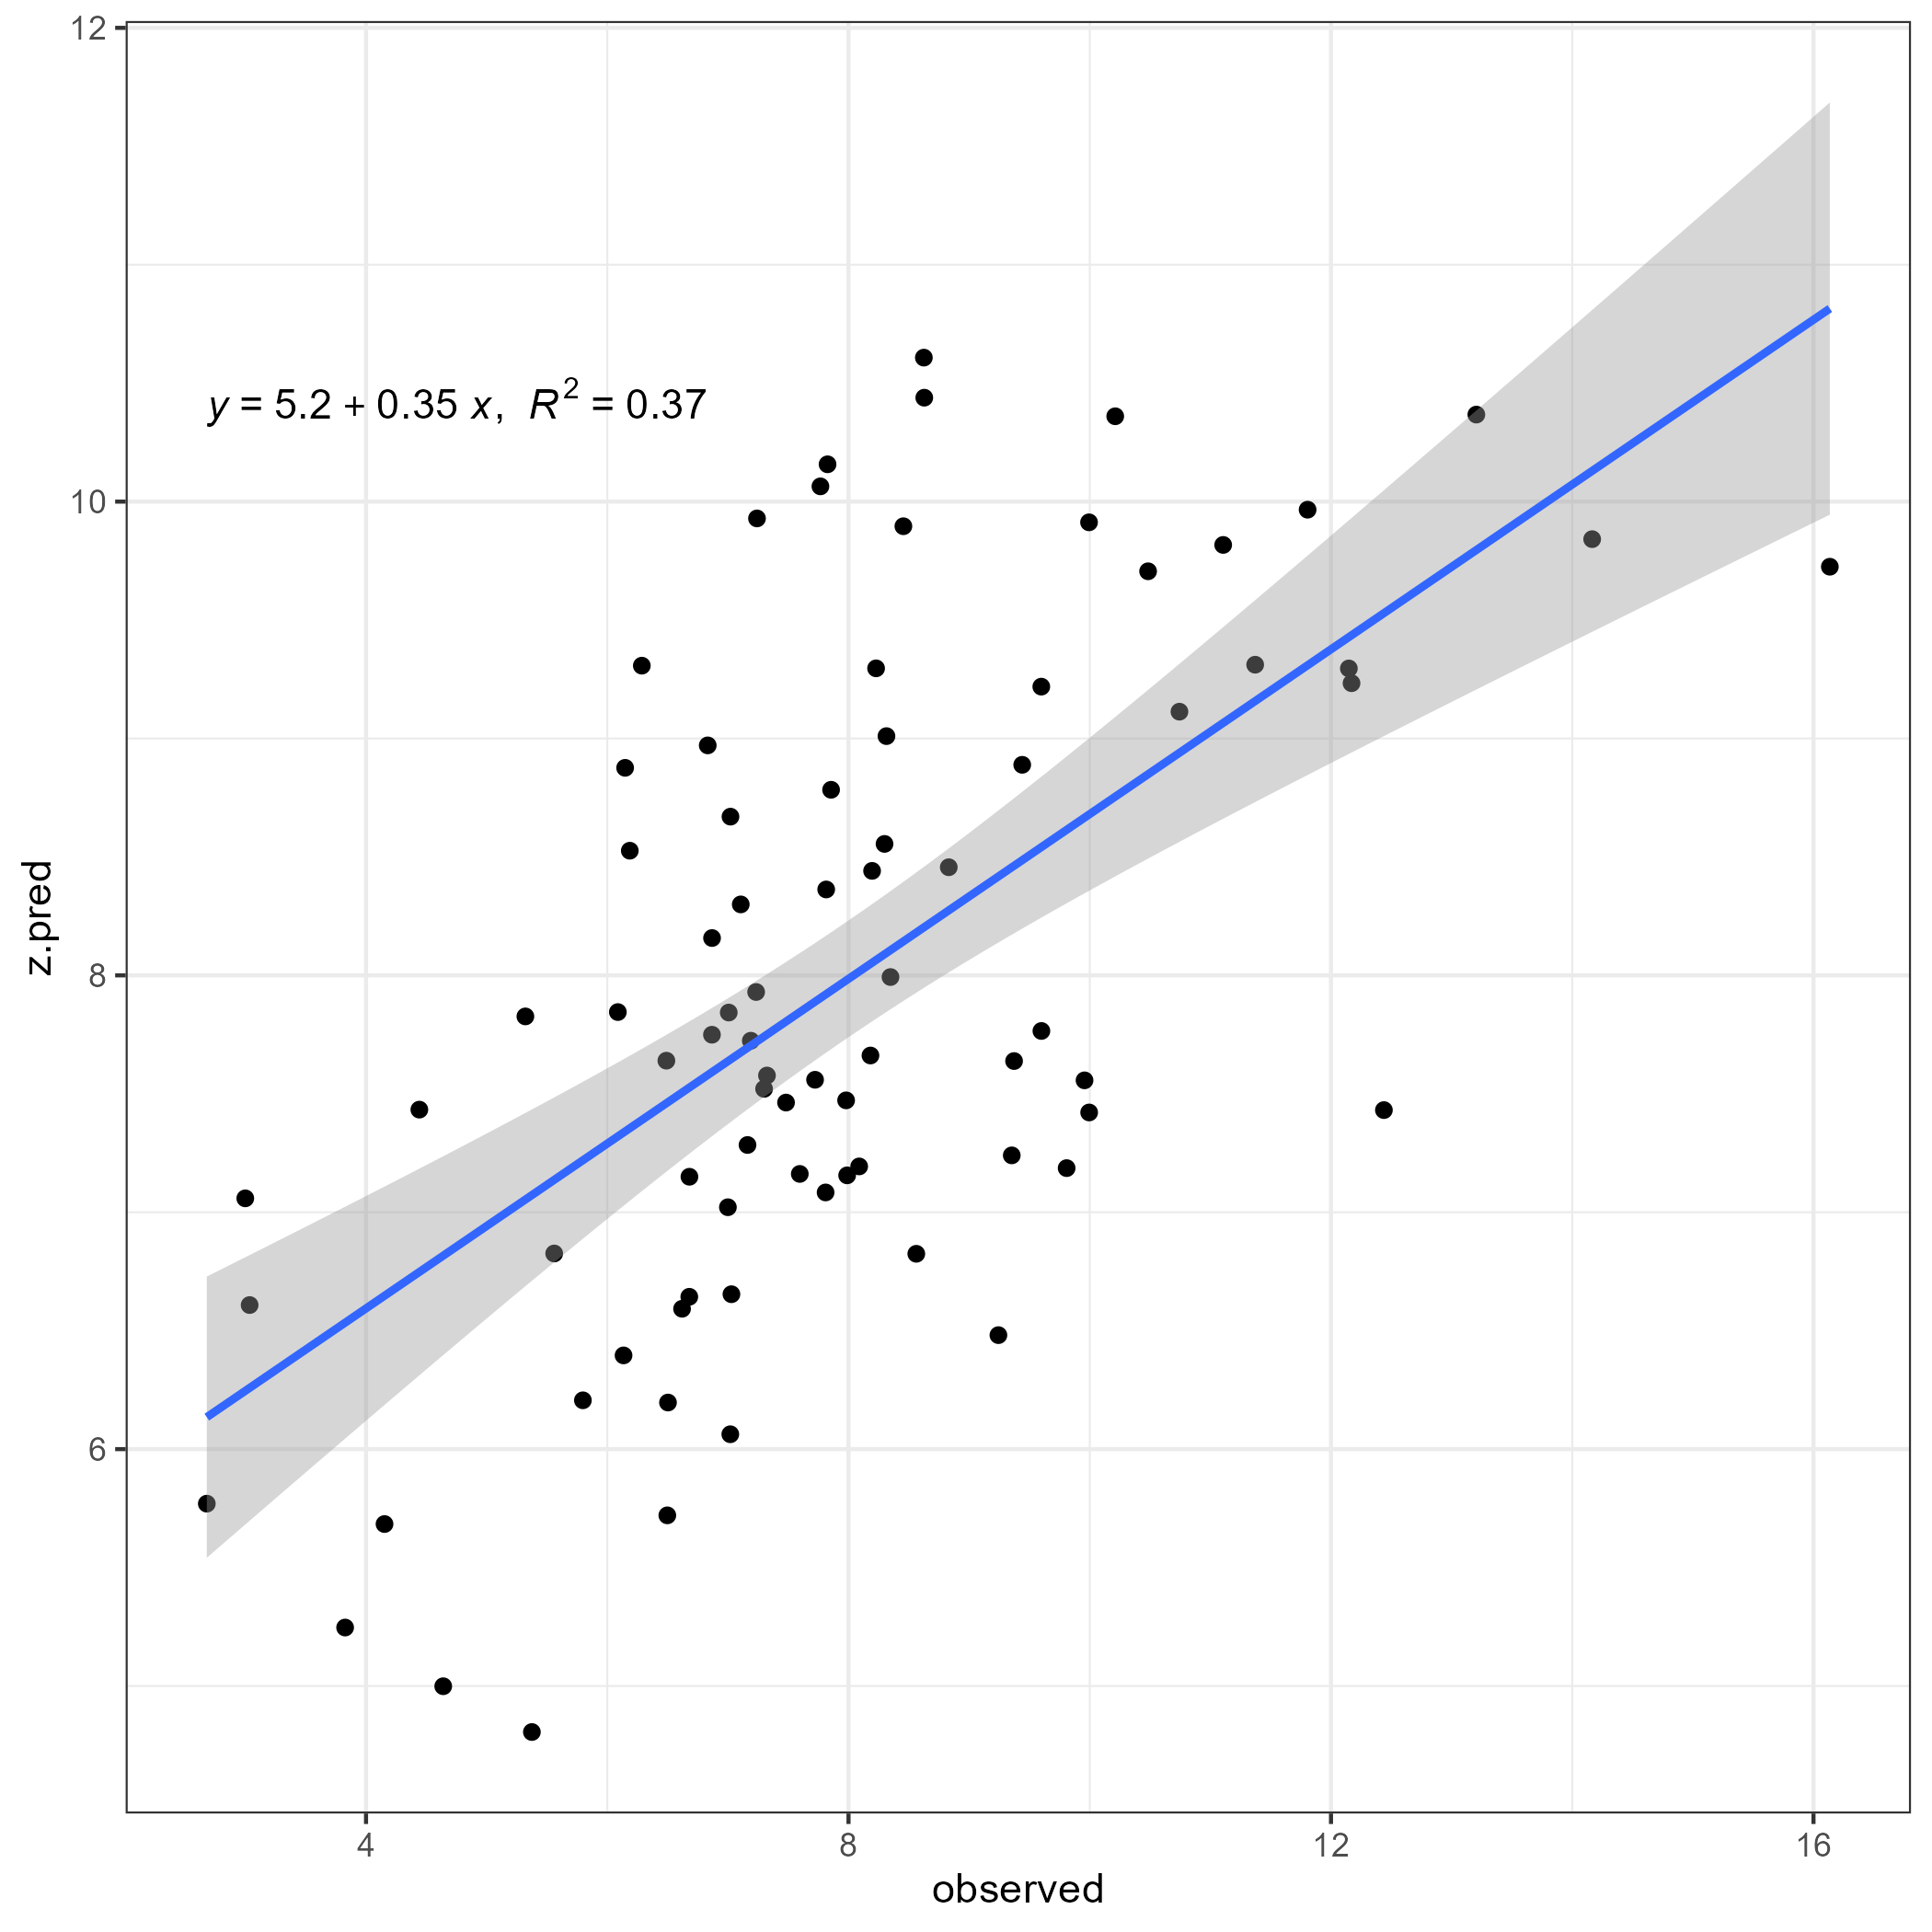 12
y = 5.2 + 0.35 x, R² = 0.37
10
z.pred
8
6
4 8 12 16
observed